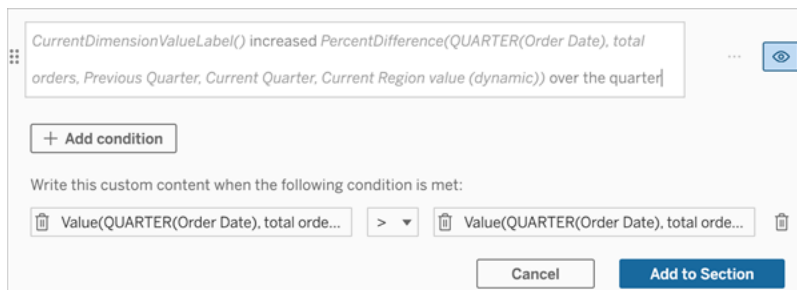 CurrentDimensionValueLabel() increased PercentDifference(QUARTER(Order Date), total
orders, Previous Quarter, Current Quarter, Current Region value (dynamic)) over the quarter
+ Add condition
Write this custom content when the following condition is met:
Value(QUARTER(Order Date), total orde... > Value(QUARTER(Order Date), total orde...
Cancel Add to Section